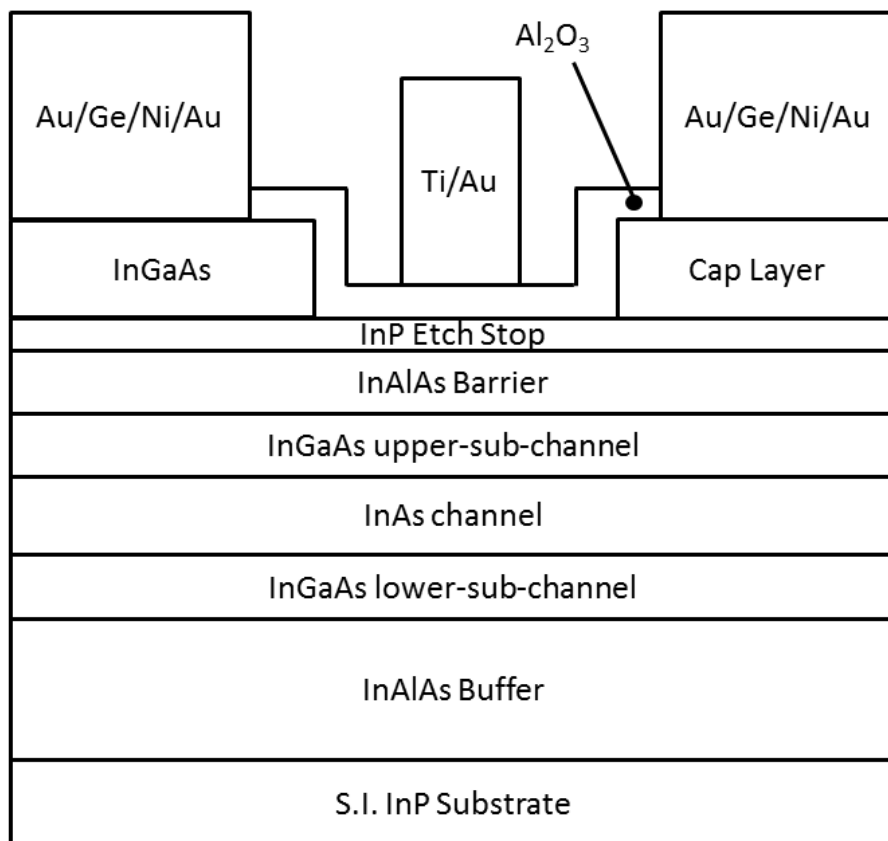 Al₂O₃
Au/Ge/Ni/Au
Ti/Au
Au/Ge/Ni/Au
InGaAs
Cap Layer
InP Etch Stop
InAlAs Barrier
InGaAs upper-sub-channel
InAs channel
InGaAs lower-sub-channel
InAlAs Buffer
S.I. InP Substrate